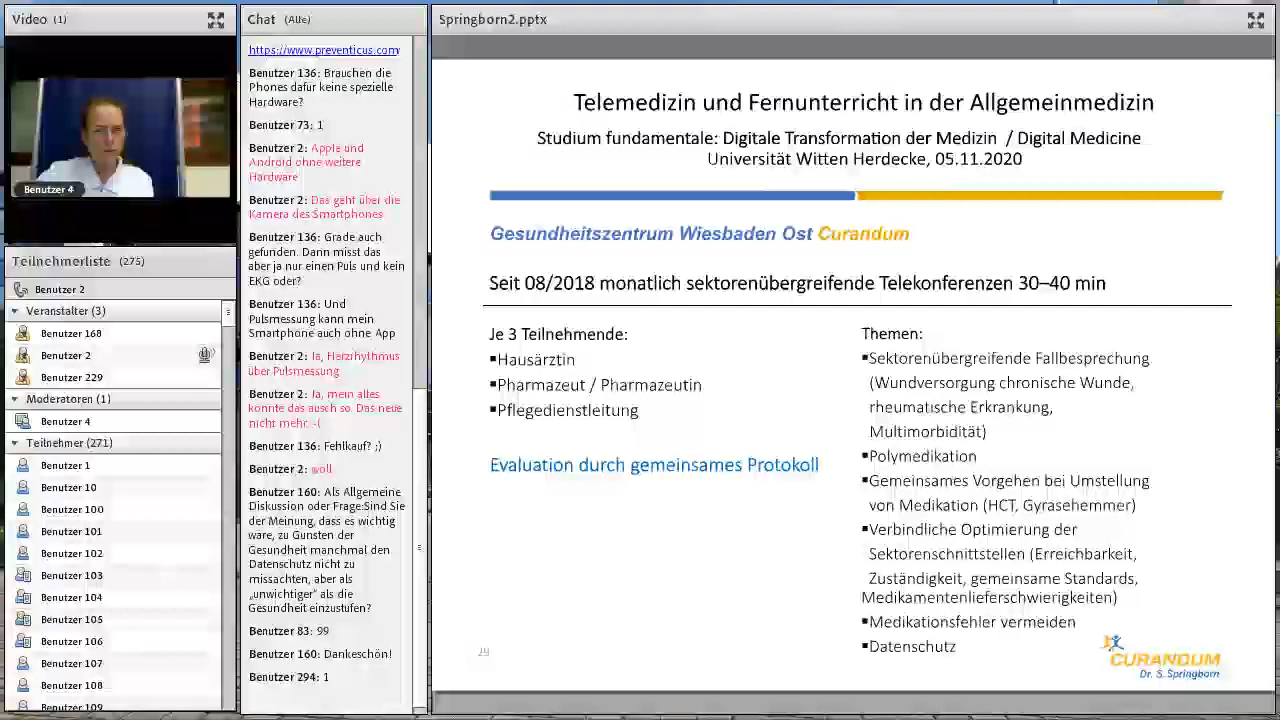 Video (1)
Benutzer 4
Teilnehmerliste (275)
Benutzer 2
Veranstalter (3)
Benutzer 168
Benutzer 2
Benutzer 229
Moderatoren (1)
Benutzer 4
Teilnehmer (271)
Benutzer 1
Benutzer 10
Benutzer 100
Benutzer 101
Benutzer 102
Benutzer 103
Benutzer 104
Benutzer 105
Benutzer 106
Benutzer 107
Benutzer 108
Benutzer 109
Chat (Alle)
https://www.preventicus.com/
Benutzer 136: Brauchen die
Phones dafür keine spezielle
Hardware?
Benutzer 73: 1
Benutzer 2: Apple und
Android ohne weitere
Hardware
Benutzer 2: Das geht über die
Kamera des Smartphones
Benutzer 136: Grade auch
gefunden. Dann misst das
aber ja nur einen Puls und kein
EKG oder?
Benutzer 136: Und
Pulsmessung kann mein
Smartphone auch ohne App
Benutzer 2: Ja, Herzrhythmus
über Pulsmessung
Benutzer 2: Ja, mein altes
konnte das auch so. Das neue
nicht mehr. :-(
Benutzer 136: Fehlkauf? ;)
Benutzer 2: woll
Benutzer 160: Als Allgemeine
Diskussion oder Frage:Sind Sie
der Meinung, dass es wichtig
wäre, zu Gunsten der
Gesundheit manchmal den
Datenschutz nicht zu
missachten, aber als
„unwichtiger“ als die
Gesundheit einzustufen?
Benutzer 83: 99
Benutzer 160: Dankeschön!
Benutzer 294: 1
Springborn2.pptx
Telemedizin und Fernunterricht in der Allgemeinmedizin
Studium fundamentale: Digitale Transformation der Medizin / Digital Medicine
Universität Witten Herdecke, 05.11.2020
Gesundheitszentrum Wiesbaden Ost Curandum
Seit 08/2018 monatlich sektorenübergreifende Telekonferenzen 30–40 min
Je 3 Teilnehmende:
▪Hausärztin
▪Pharmazeut / Pharmazeutin
▪Pflegedienstleitung
Evaluation durch gemeinsames Protokoll
Themen:
▪Sektorenübergreifende Fallbesprechung
(Wundversorgung chronische Wunde,
rheumatische Erkrankung,
Multimorbidität)
▪Polymedikation
▪Gemeinsames Vorgehen bei Umstellung
von Medikation (HCT, Gyrasehemmer)
▪Verbindliche Optimierung der
Sektorenschnittstellen (Erreichbarkeit,
Zuständigkeit, gemeinsame Standards,
Medikamentenlieferschwierigkeiten)
▪Medikationsfehler vermeiden
▪Datenschutz
CURANDUM
Dr. S. Springborn